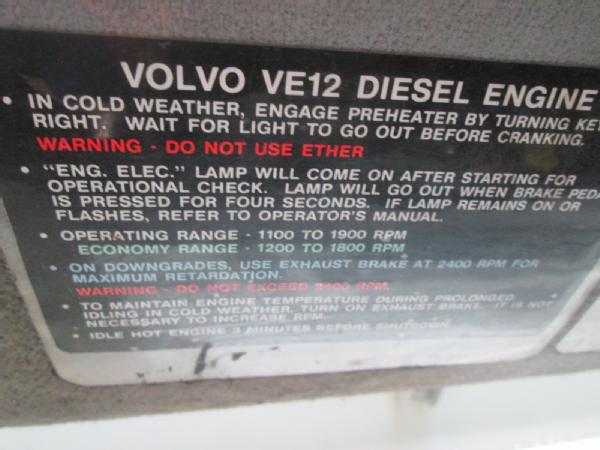 VOLVO VE12 DIESEL ENGINE
• IN COLD WEATHER, ENGAGE PREHEATER BY TURNING KEY
RIGHT. WAIT FOR LIGHT TO GO OUT BEFORE CRANKING.
WARNING - DO NOT USE ETHER
• "ENG. ELEC." LAMP WILL COME ON AFTER STARTING FOR
OPERATIONAL CHECK. LAMP WILL GO OUT WHEN BRAKE PEDA
IS PRESSED FOR FOUR SECONDS. IF LAMP REMAINS ON OR
FLASHES, REFER TO OPERATOR'S MANUAL.
• OPERATING RANGE - 1100 TO 1900 RPM
ECONOMY RANGE - 1200 TO 1800 RPM
• ON DOWNGRADES, USE EXHAUST BRAKE AT 2400 RPM FOR
MAXIMUM RETARDATION.
WARNING - DO NOT EXCEED 2400 RPM.
• TO MAINTAIN ENGINE TEMPERATURE DURING PROLONGED
IDLING IN COLD WEATHER, TURN ON EXHAUST BRAKE. IT IS NOT
NECESSARY TO INCREASE RPM.
• IDLE HOT ENGINE 3 MINUTES BEFORE SHUTDOWN